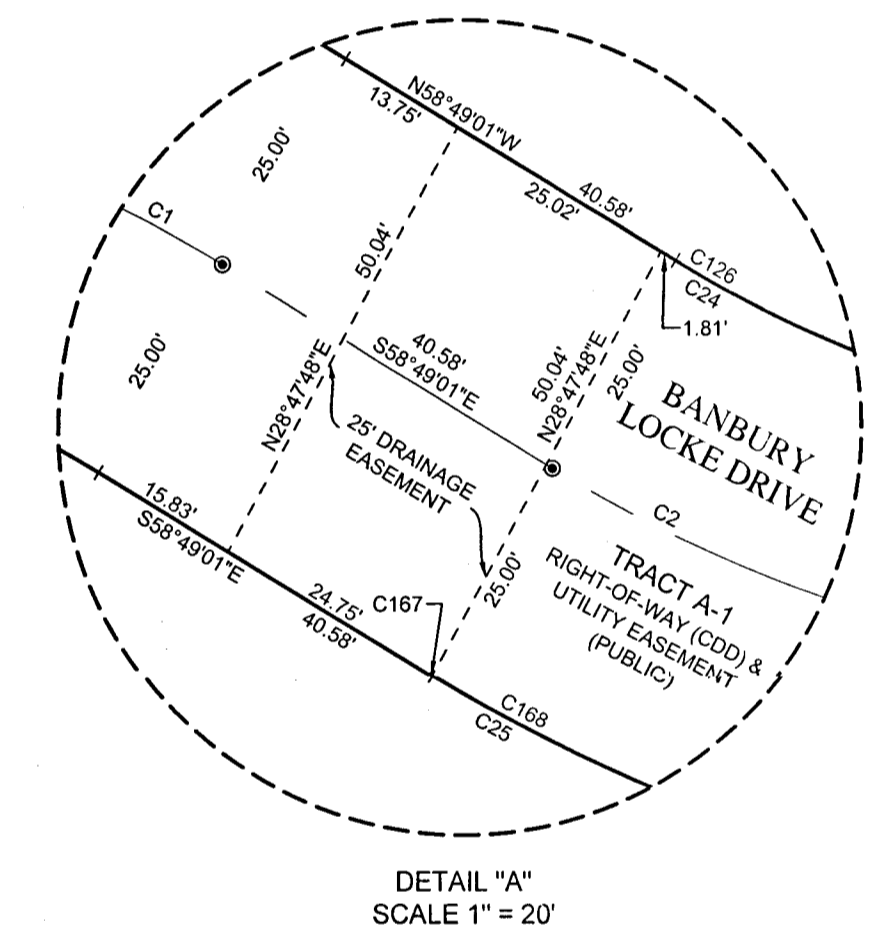 N58°49'01"W
13.75'
40.58'
25.02'
25.00'
C1
50.04'
C126
C24
1.81'
25.00'
40.58'
S58°49'01"E
N28°47'48"E
50.04'
N28°47'48"E
25.00'
BANBURY
LOCKE DRIVE
25' DRAINAGE
EASEMENT
C2
15.83'
S58°49'01"E
24.75'
40.58'
C167
25.00'
TRACT A-1
RIGHT-OF-WAY (CDD) &
UTILITY EASEMENT
(PUBLIC)
C168
C25
DETAIL "A"
SCALE 1" = 20'